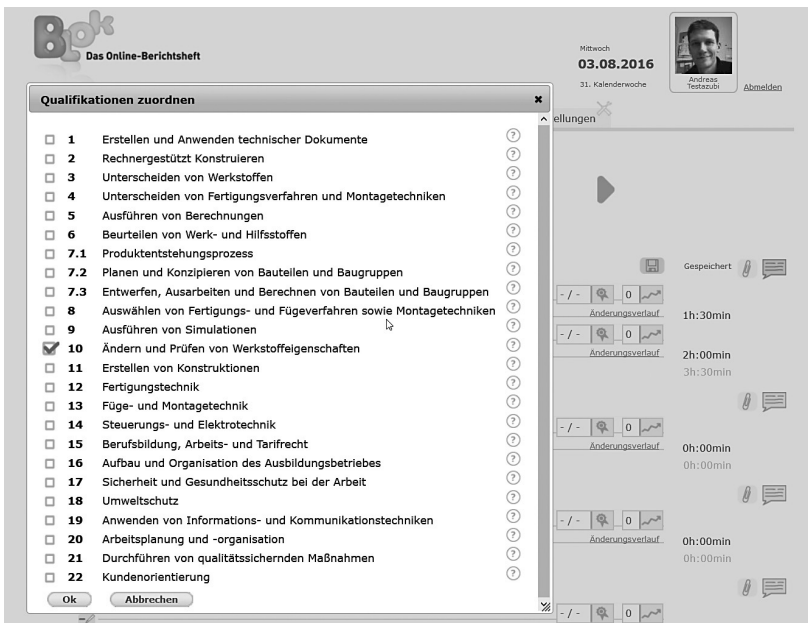 Blok
Das Online-Berichtsheft
Mittwoch
03.08.2016
31. Kalenderwoche
Andreas
Testazubi
Abmelden
ellungen
Qualifikationen zuordnen
1 Erstellen und Anwenden technischer Dokumente
2 Rechnergestützt Konstruieren
3 Unterscheiden von Werkstoffen
4 Unterscheiden von Fertigungsverfahren und Montagetechniken
5 Ausführen von Berechnungen
6 Beurteilen von Werk- und Hilfsstoffen
7.1 Produktentstehungsprozess
7.2 Planen und Konzipieren von Bauteilen und Baugruppen
7.3 Entwerfen, Ausarbeiten und Berechnen von Bauteilen und Baugruppen
8 Auswählen von Fertigungs- und Fügeverfahren sowie Montagetechniken
9 Ausführen von Simulationen
10 Ändern und Prüfen von Werkstoffeigenschaften
11 Erstellen von Konstruktionen
12 Fertigungstechnik
13 Füge- und Montagetechnik
14 Steuerungs- und Elektrotechnik
15 Berufsbildung, Arbeits- und Tarifrecht
16 Aufbau und Organisation des Ausbildungsbetriebes
17 Sicherheit und Gesundheitsschutz bei der Arbeit
18 Umweltschutz
19 Anwenden von Informations- und Kommunikationstechniken
20 Arbeitsplanung und -organisation
21 Durchführen von qualitätssichernden Maßnahmen
22 Kundenorientierung
Ok Abbrechen
Gespeichert
- / - 0
Änderungsverlauf 1h:30min
- / - 0
Änderungsverlauf 2h:00min
3h:30min
- / - 0
Änderungsverlauf 0h:00min
0h:00min
- / - 0
Änderungsverlauf 0h:00min
0h:00min
- / - 0